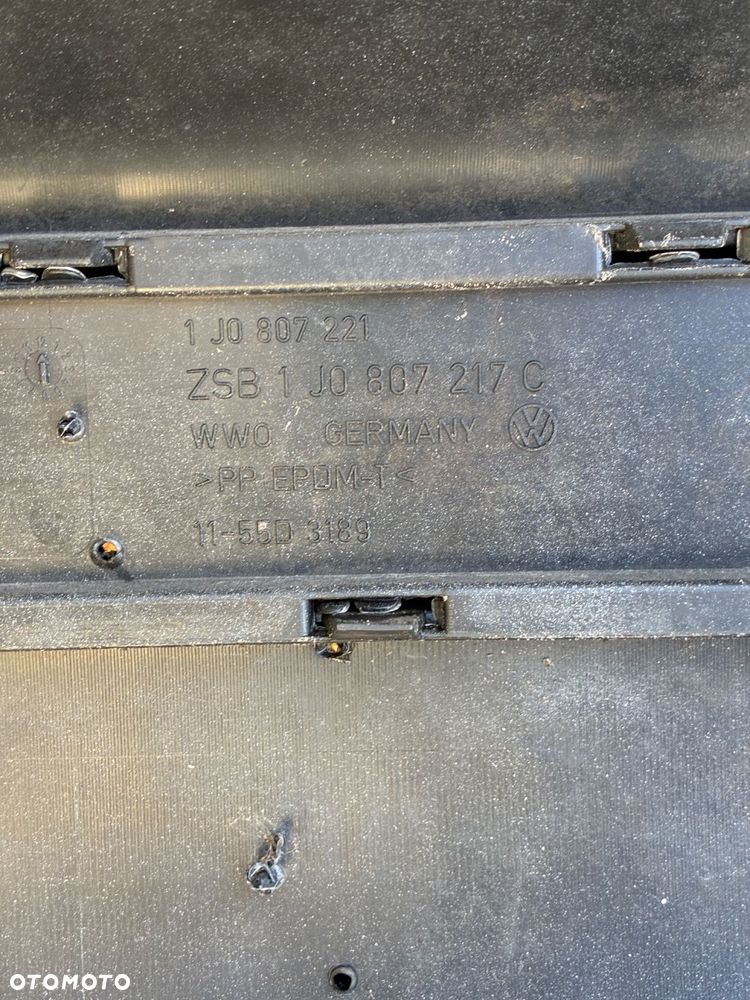 1 J0 807 221
ZSB 1 J0 807 217 C
WWO GERMANY
>PP EPDM-T<
11-55D 3189
OTOMOTO